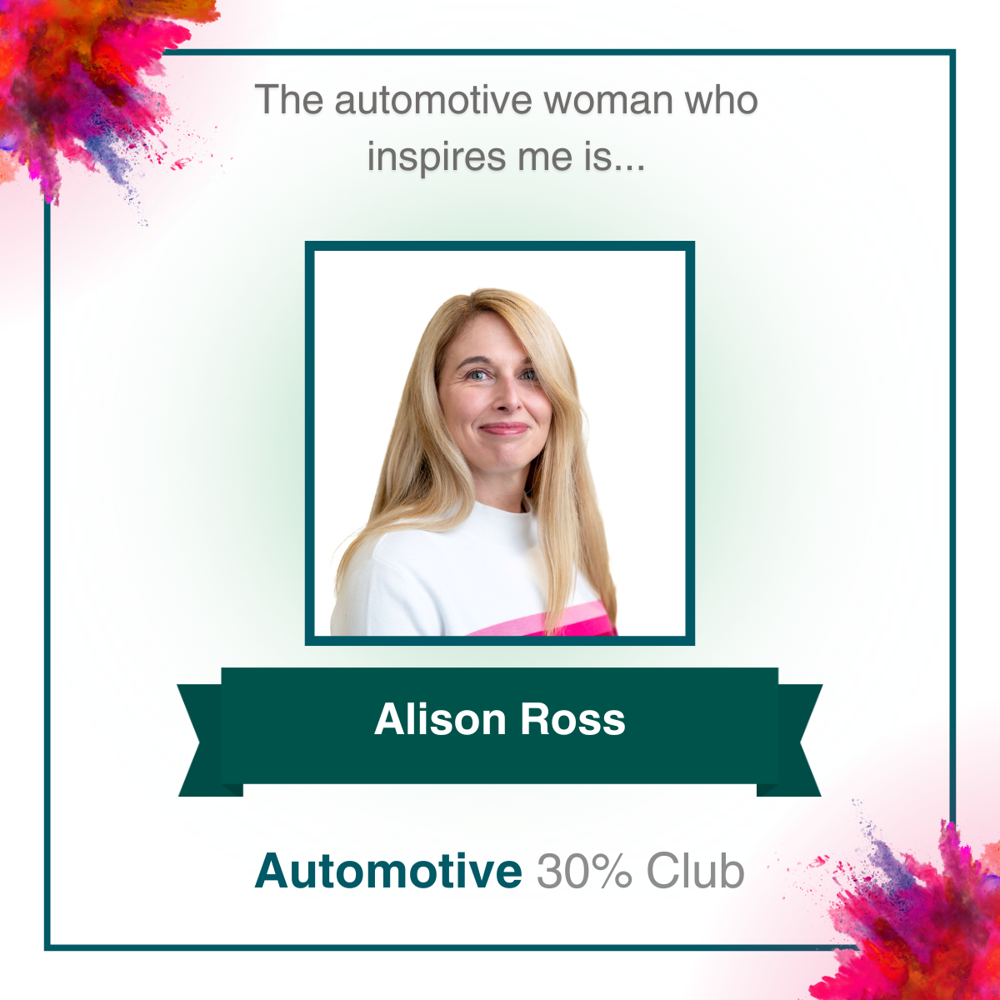 The automotive woman who
inspires me is...
Alison Ross
Automotive 30% Club